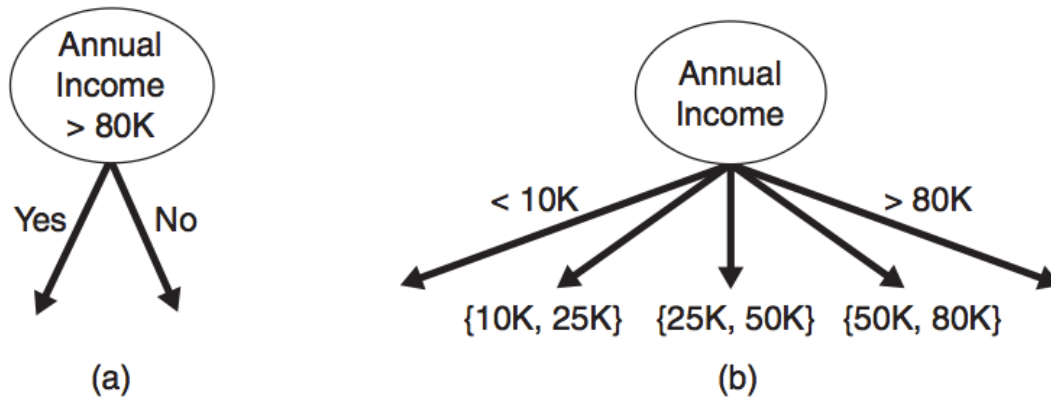 Annual
Income
> 80K
Yes
No
(a)
Annual
Income
< 10K
> 80K
{10K, 25K}
{25K, 50K}
{50K, 80K}
(b)